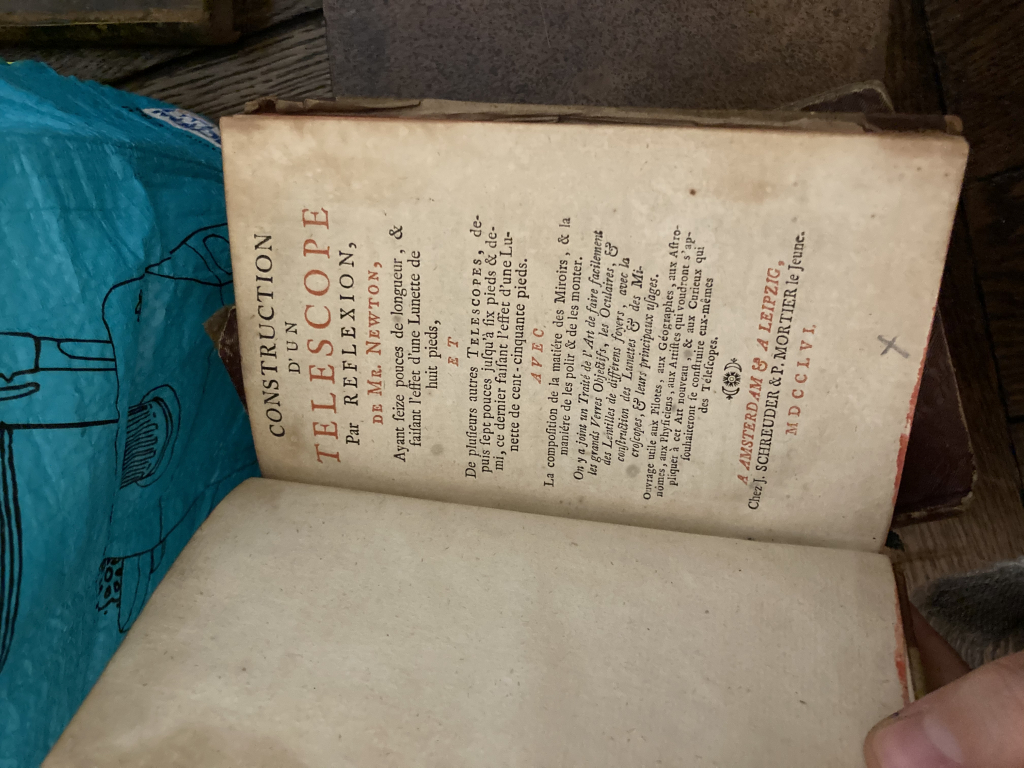 CONSTRUCTION
D'UN
TELESCOPE
Par REFLEXION,
DE MR. NEWTON,
Ayant ſeize pouces de longueur, &
faiſant l'effet d'une Lunette de
huit pieds,
ET
De pluſieurs autres TELESCOPES, de-
puis ſept pouces juſqu'à ſix pieds & de-
mi, ce dernier faiſant l'effet d'une Lu-
nette de cent-cinquante pieds.
AVEC
La compoſition de la matiére des Miroirs, & la
maniére de les polir & de les monter.
On y a joint un Traité de l'Art, de faire facilement
les grands Verres Objectifs, les Oculaires, &
des Lentilles de différens foyers, avec la
conſtruction des Lunettes & des Mi-
croſcopes, & leurs principaux uſages.
Ouvrage utile aux Pilotes, aux Géographes, aux Aſtro-
nômes, aux Phyſiciens, aux Artiſtes qui voudront s'ap-
pliquer à cet Art nouveau, & aux Curieux qui
ſouhaiteront ſe conſtruire eux-mêmes
des Téleſcopes.
A AMSTERDAM & A LEIPZIG,
Chez J. SCHREUDER & P. MORTIER le Jeune.
MDCCLVI.